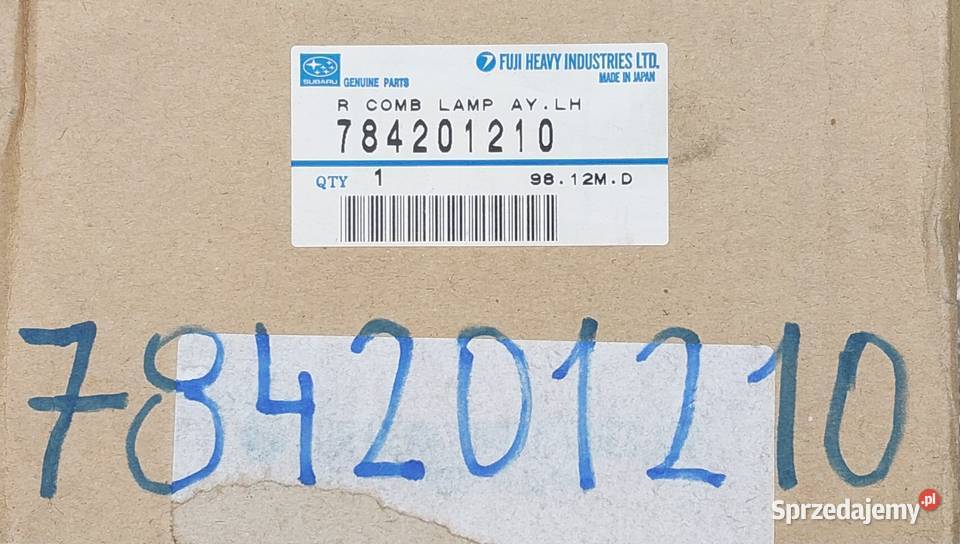 SUBARU GENUINE PARTS
FUJI HEAVY INDUSTRIES LTD.
MADE IN JAPAN
R COMB LAMP AY.LH
784201210
QTY 1 98.12M.D
784201210
Sprzedajemy.pl